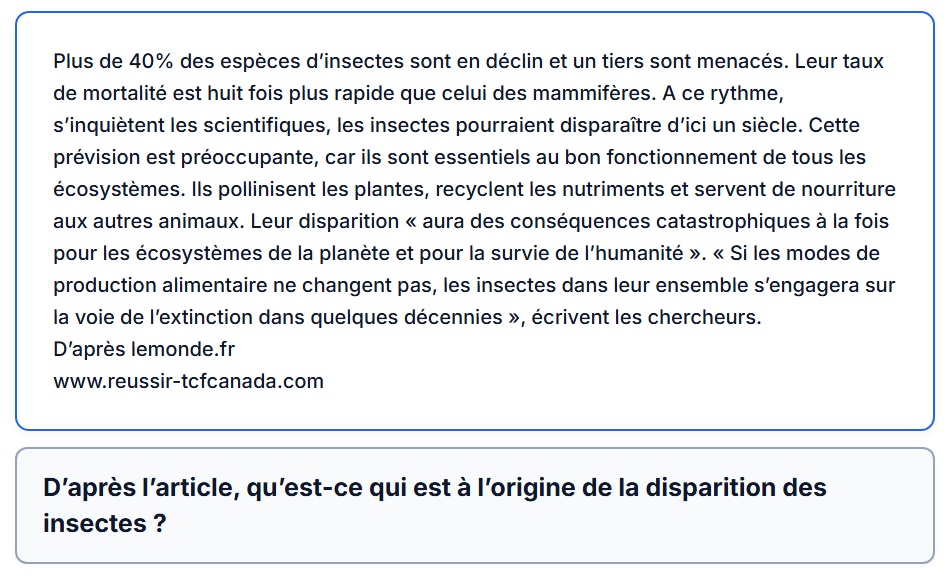 Plus de 40% des espèces d’insectes sont en déclin et un tiers sont menacés. Leur taux
de mortalité est huit fois plus rapide que celui des mammifères. A ce rythme,
s’inquiètent les scientifiques, les insectes pourraient disparaître d’ici un siècle. Cette
prévision est préoccupante, car ils sont essentiels au bon fonctionnement de tous les
écosystèmes. Ils pollinisent les plantes, recyclent les nutriments et servent de nourriture
aux autres animaux. Leur disparition « aura des conséquences catastrophiques à la fois
pour les écosystèmes de la planète et pour la survie de l’humanité ». « Si les modes de
production alimentaire ne changent pas, les insectes dans leur ensemble s’engagera sur
la voie de l’extinction dans quelques décennies », écrivent les chercheurs.
D’après lemonde.fr
www.reussir-tcfcanada.com
D’après l’article, qu’est-ce qui est à l’origine de la disparition des
insectes ?